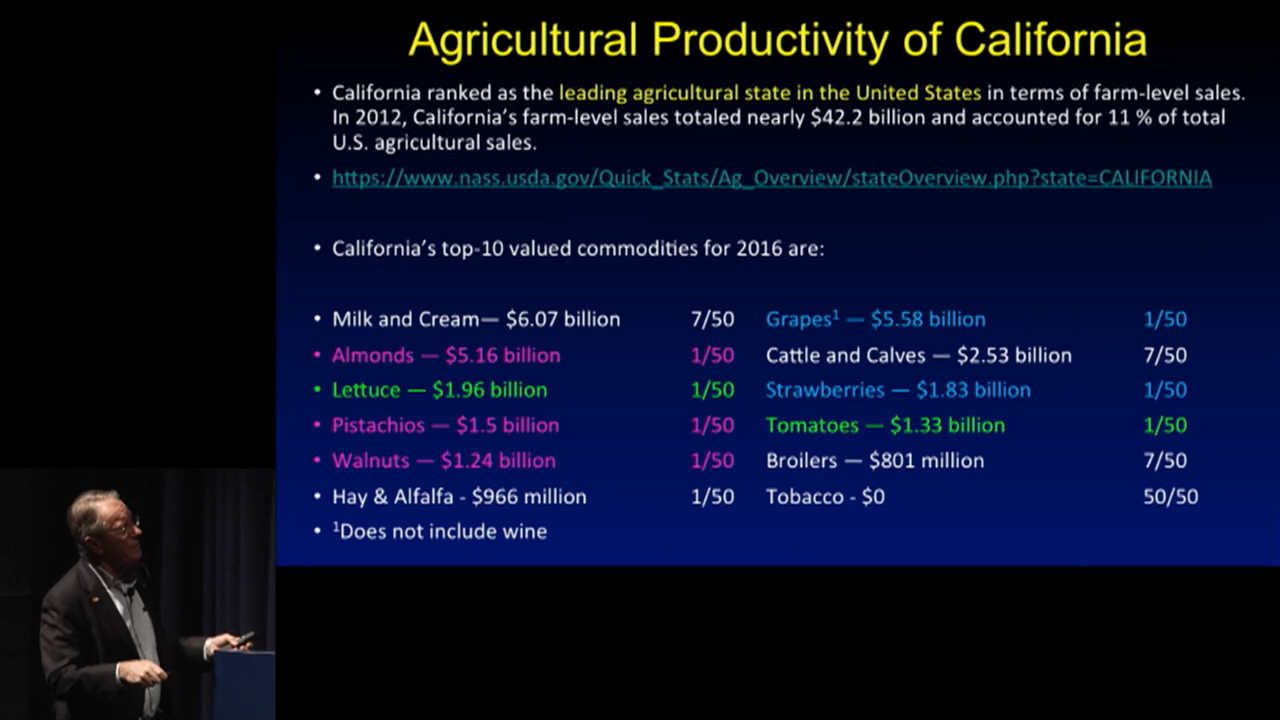 Agricultural Productivity of California
• California ranked as the leading agricultural state in the United States in terms of farm-level sales.
In 2012, California's farm-level sales totaled nearly $42.2 billion and accounted for 11 % of total
U.S. agricultural sales.
• https://www.nass.usda.gov/Quick_Stats/Ag_Overview/stateOverview.php?state=CALIFORNIA
• California's top-10 valued commodities for 2016 are:
• Milk and Cream— $6.07 billion 7/50 Grapes¹ — $5.58 billion 1/50
• Almonds — $5.16 billion 1/50 Cattle and Calves — $2.53 billion 7/50
• Lettuce — $1.96 billion 1/50 Strawberries — $1.83 billion 1/50
• Pistachios — $1.5 billion 1/50 Tomatoes — $1.33 billion 1/50
• Walnuts — $1.24 billion 1/50 Broilers — $801 million 7/50
• Hay & Alfalfa - $966 million 1/50 Tobacco - $0 50/50
• ¹Does not include wine